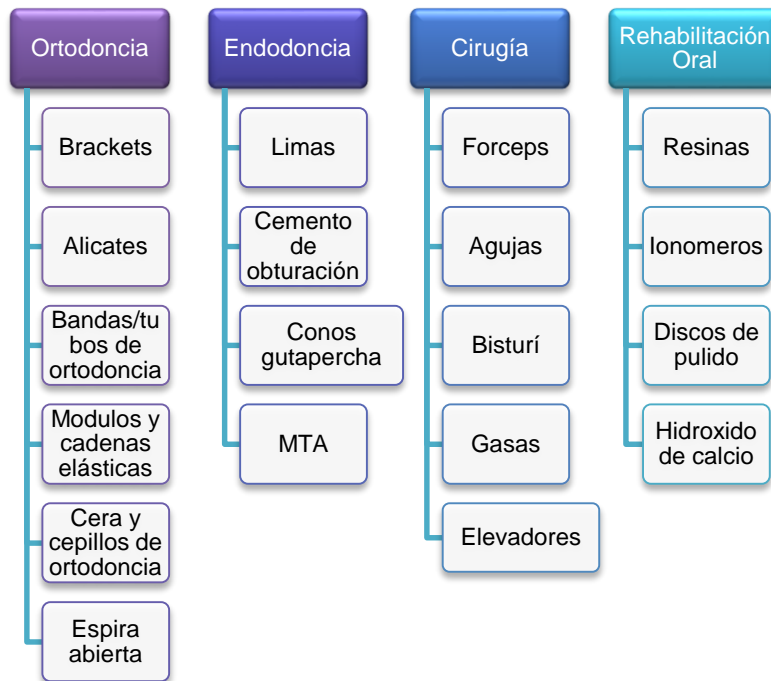 Ortodoncia
Brackets
Alicates
Bandas/tu
bos de
ortodoncia
Modulos y
cadenas
elásticas
Cera y
cepillos de
ortodoncia
Espira
abierta
Endodoncia
Limas
Cemento
de
obturación
Conos
gutapercha
MTA
Cirugía
Forceps
Agujas
Bisturí
Gasas
Elevadores
Rehabilitación
Oral
Resinas
Ionomeros
Discos de
pulido
Hidroxido
de calcio